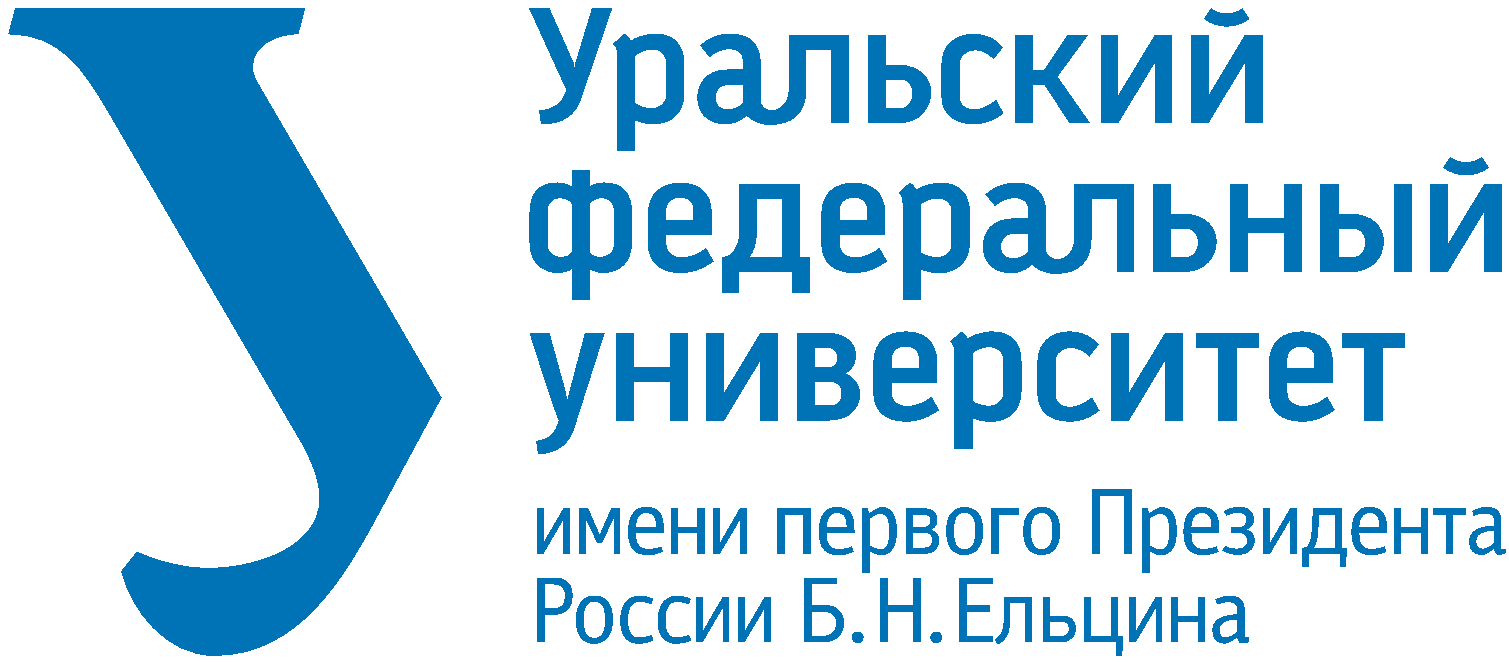 Уральский
федеральный
университет
имени первого Президента
России Б.Н.Ельцина